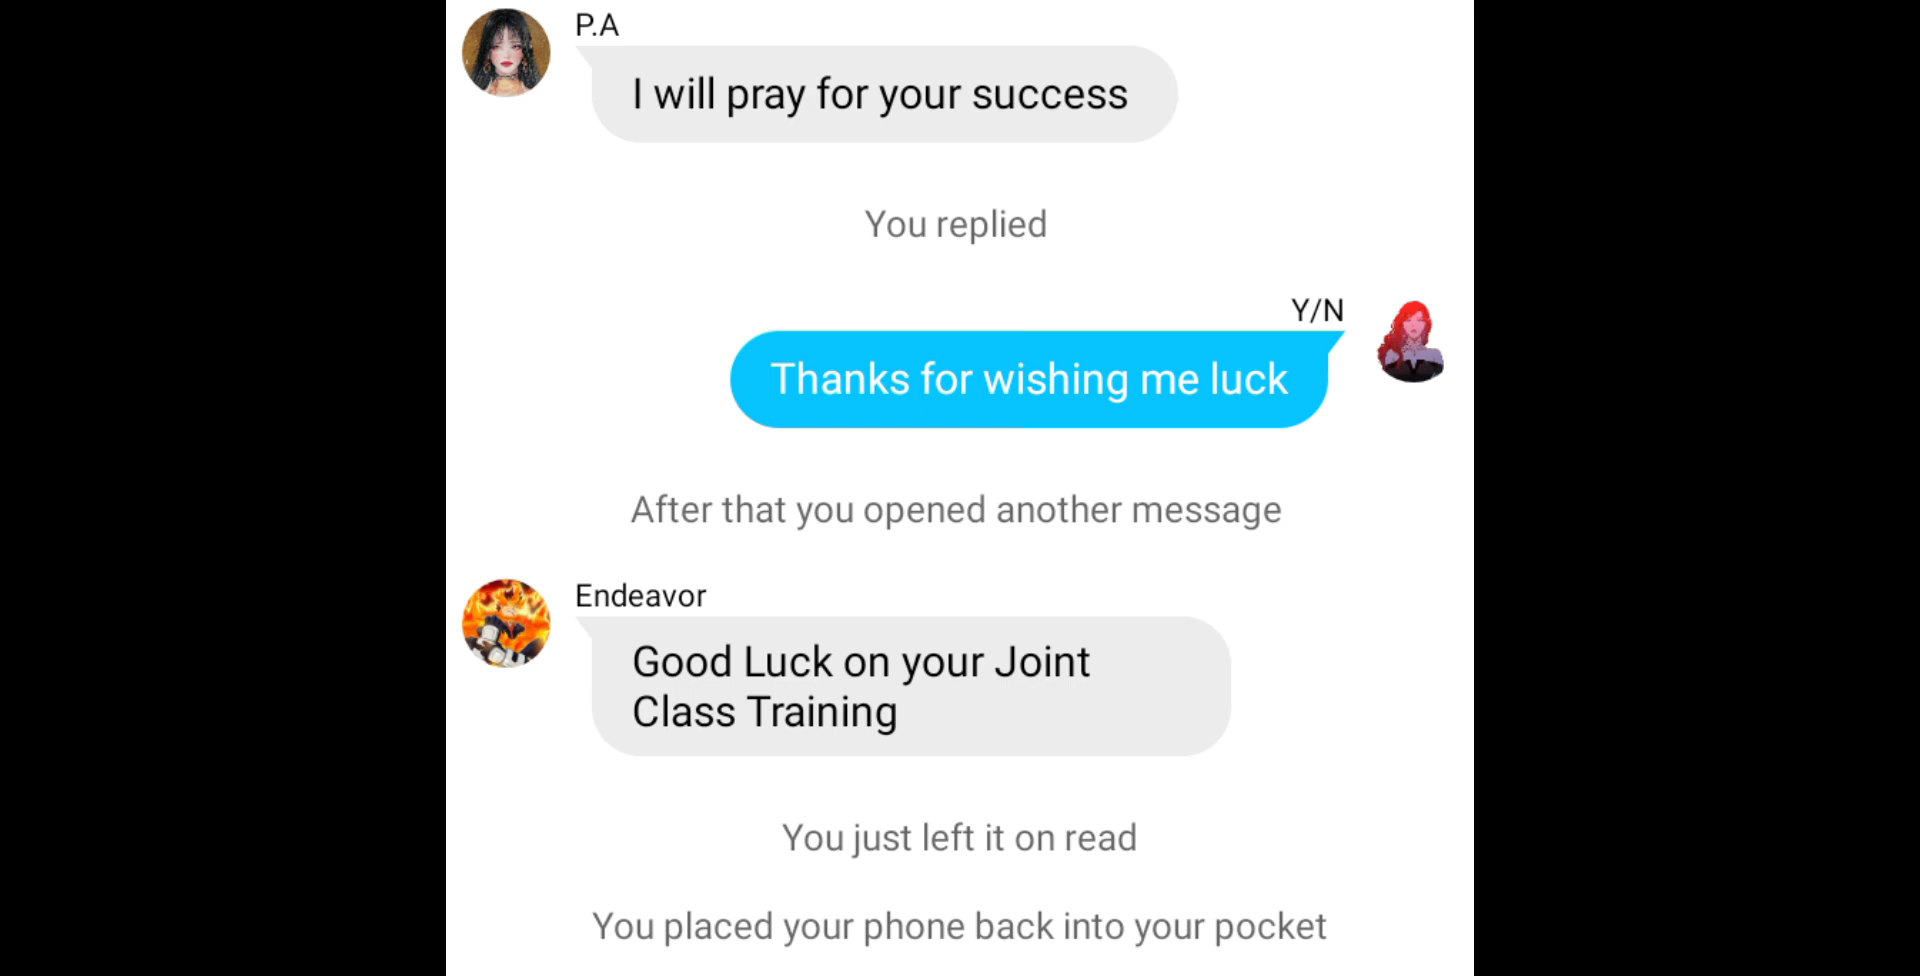 P.A
I will pray for your success
You replied
Y/N
Thanks for wishing me luck
After that you opened another message
Endeavor
Good Luck on your Joint
Class Training
You just left it on read
You placed your phone back into your pocket